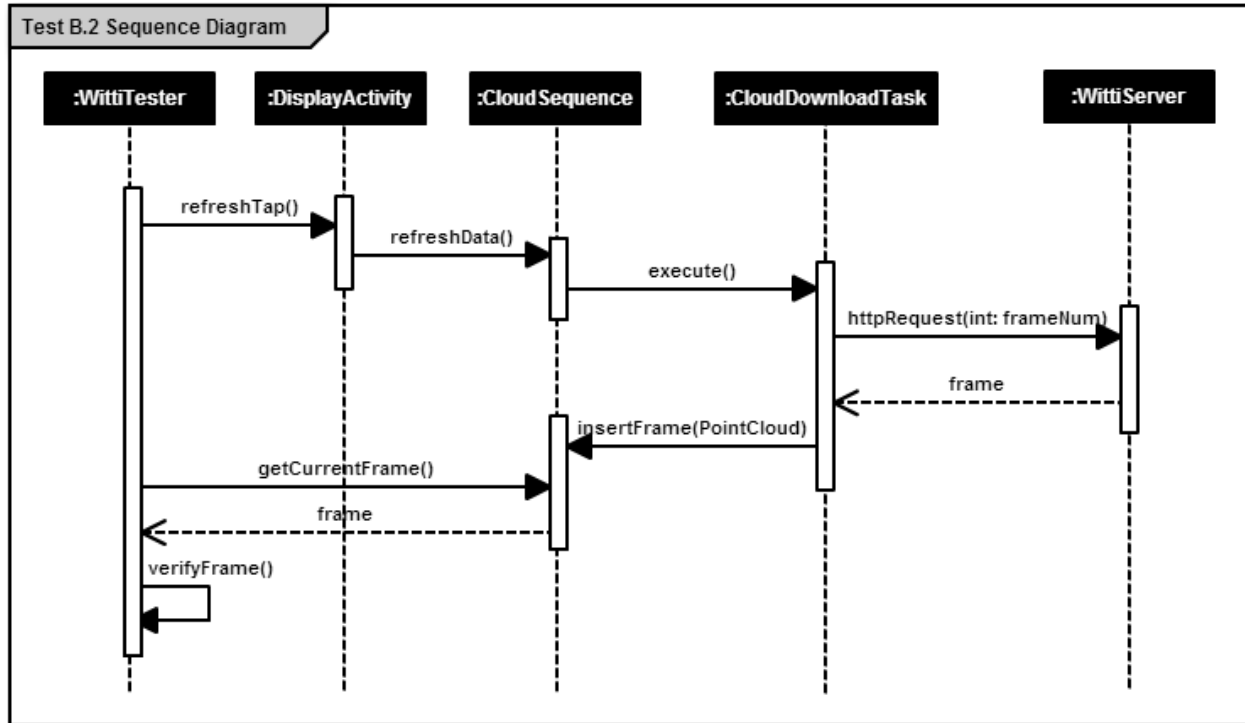 Test B.2 Sequence Diagram
:WittiTester
:DisplayActivity
:CloudSequence
:CloudDownloadTask
:WittiServer
refreshTap()
refreshData()
execute()
httpRequest(int: frameNum)
frame
insertFrame(PointCloud)
getCurrentFrame()
frame
verifyFrame()